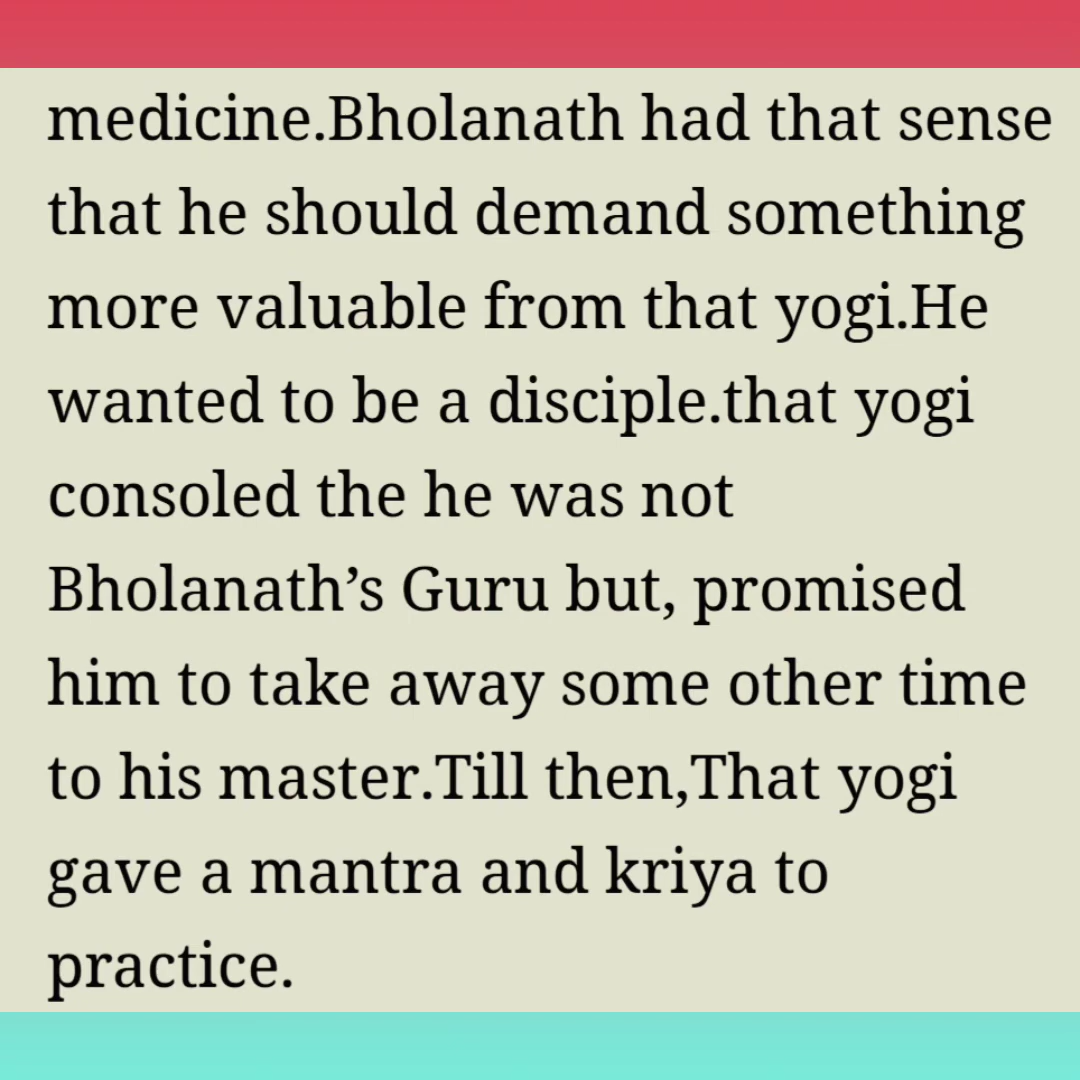 medicine.Bholanath had that sense
that he should demand something
more valuable from that yogi.He
wanted to be a disciple.that yogi
consoled the he was not
Bholanath’s Guru but, promised
him to take away some other time
to his master.Till then,That yogi
gave a mantra and kriya to
practice.